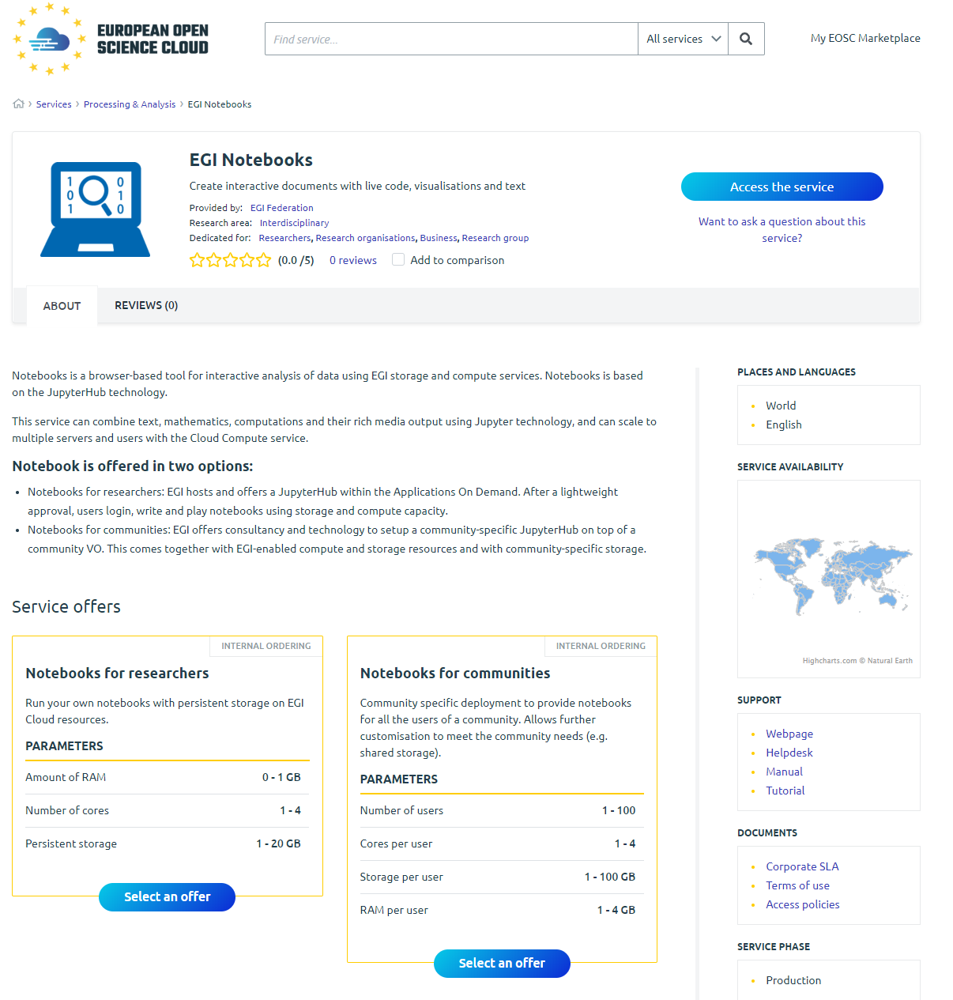 EUROPEAN OPEN
SCIENCE CLOUD
Find service...
All services
My EOSC Marketplace
Services › Processing & Analysis › EGI Notebooks
1 0
0 1
1 0
EGI Notebooks
Create interactive documents with live code, visualisations and text
Provided by: EGI Federation
Research area: Interdisciplinary
Dedicated for: Researchers, Research organisations, Business, Research group
(0.0 /5) 0 reviews Add to comparison
Access the service
Want to ask a question about this
service?
ABOUT
REVIEWS (0)
Notebooks is a browser-based tool for interactive analysis of data using EGI storage and compute services. Notebooks is based
on the JupyterHub technology.
This service can combine text, mathematics, computations and their rich media output using Jupyter technology, and can scale to
multiple servers and users with the Cloud Compute service.
Notebook is offered in two options:
• Notebooks for researchers: EGI hosts and offers a JupyterHub within the Applications On Demand. After a lightweight
approval, users login, write and play notebooks using storage and compute capacity.
• Notebooks for communities: EGI offers consultancy and technology to setup a community-specific JupyterHub on top of a
community VO. This comes together with EGI-enabled compute and storage resources and with community-specific storage.
Service offers
INTERNAL ORDERING
Notebooks for researchers
Run your own notebooks with persistent storage on EGI
Cloud resources.
PARAMETERS
Amount of RAM 0 - 1 GB
Number of cores 1 - 4
Persistent storage 1 - 20 GB
Select an offer
INTERNAL ORDERING
Notebooks for communities
Community specific deployment to provide notebooks
for all the users of a community. Allows further
customisation to meet the community needs (e.g.
shared storage).
PARAMETERS
Number of users 1 - 100
Cores per user 1 - 4
Storage per user 1 - 100 GB
RAM per user 1 - 4 GB
Select an offer
PLACES AND LANGUAGES
• World
• English
SERVICE AVAILABILITY
Highcharts.com © Natural Earth
SUPPORT
• Webpage
• Helpdesk
• Manual
• Tutorial
DOCUMENTS
• Corporate SLA
• Terms of use
• Access policies
SERVICE PHASE
• Production